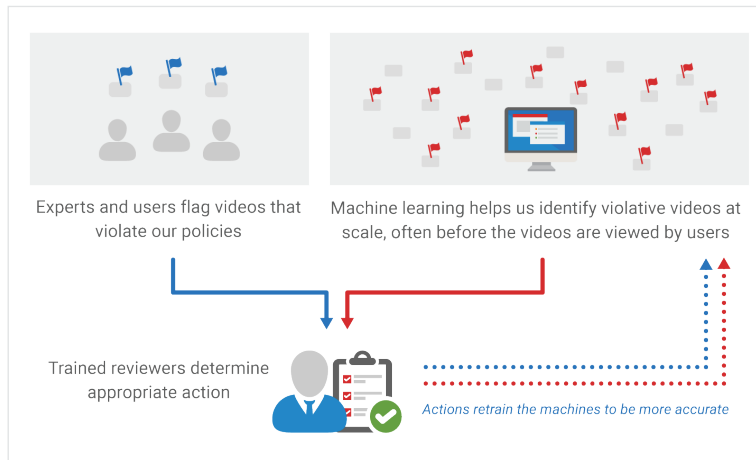 Experts and users flag videos that
violate our policies
Machine learning helps us identify violative videos at
scale, often before the videos are viewed by users
Trained reviewers determine
appropriate action
Actions retrain the machines to be more accurate